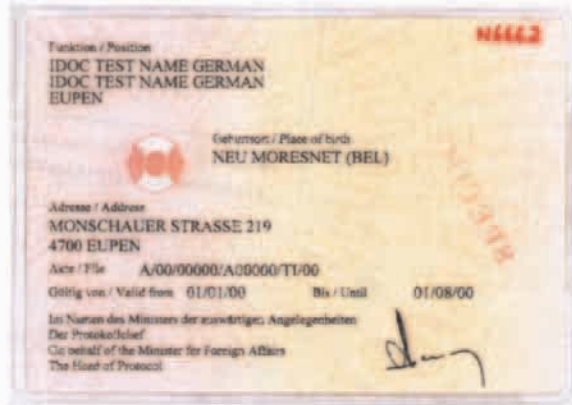 N6662
Funktion / Position
IDOC TEST NAME GERMAN
IDOC TEST NAME GERMAN
EUPEN
Geburtsort / Place of birth
NEU MORESNET (BEL)
Adresse / Address
MONSCHAUER STRASSE 219
4700 EUPEN
Akte / File A/00/00000/A00000/TI/00
Gültig von / Valid from 01/01/00 Bis / Until 01/08/00
Im Namen des Ministers der auswärtigen Angelegenheiten
Der Protokollchef
On behalf of the Minister for Foreign Affairs
The Head of Protocol